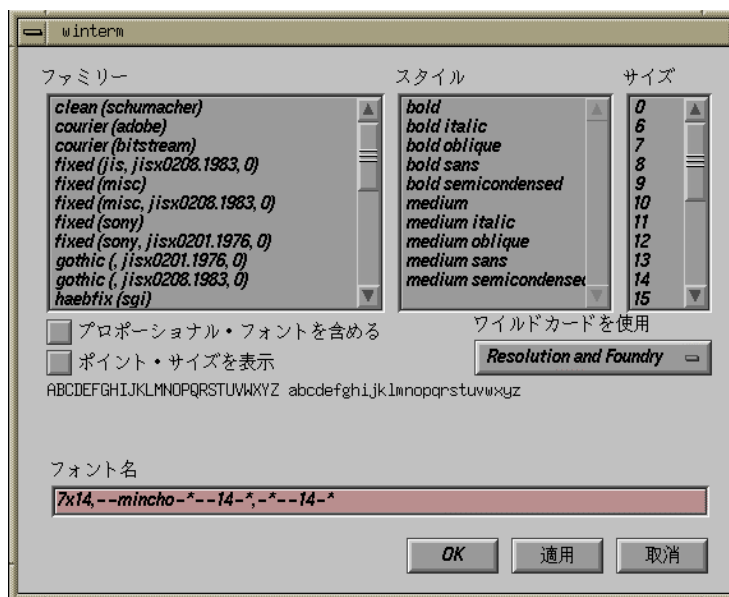 winterm
ファミリー
スタイル
サイズ
clean (schumacher)
courier (adobe)
courier (bitstream)
fixed (jis, jisx0208.1983, 0)
fixed (misc)
fixed (misc, jisx0208.1983, 0)
fixed (sony)
fixed (sony, jisx0201.1976, 0)
gothic (, jisx0201.1976, 0)
gothic (, jisx0208.1983, 0)
haebfix (sgi)
bold
bold italic
bold oblique
bold sans
bold semicondensed
medium
medium italic
medium oblique
medium sans
medium semicondensed
0
6
7
8
9
10
11
12
13
14
15
プロポーショナル・フォントを含める
ポイント・サイズを表示
ワイルドカードを使用
Resolution and Foundry
ABCDEFGHIJKLMNOPQRSTUVWXYZ abcdefghijklmnopqrstuvwxyz
フォント名
7x14,--mincho-*--14-*,-*--14-*
OK
適用
取消